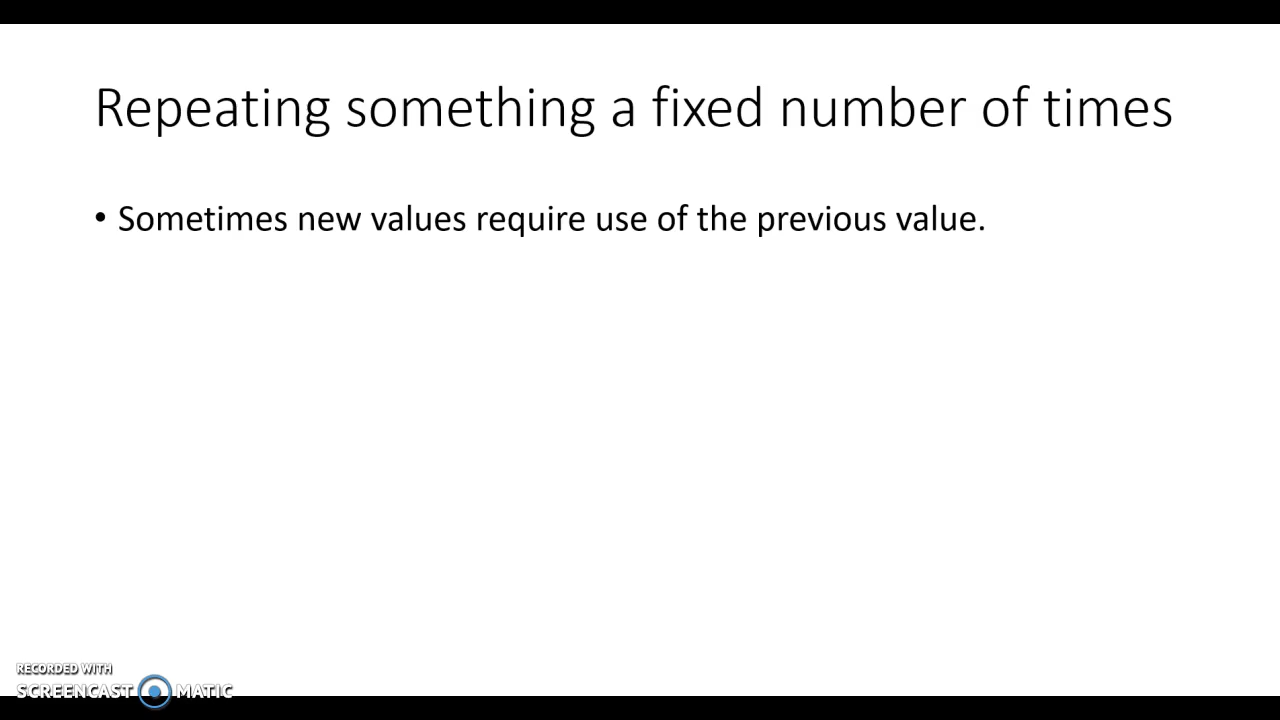 Repeating something a fixed number of times
• Sometimes new values require use of the previous value.
RECORDED WITH
SCREENCAST MATIC